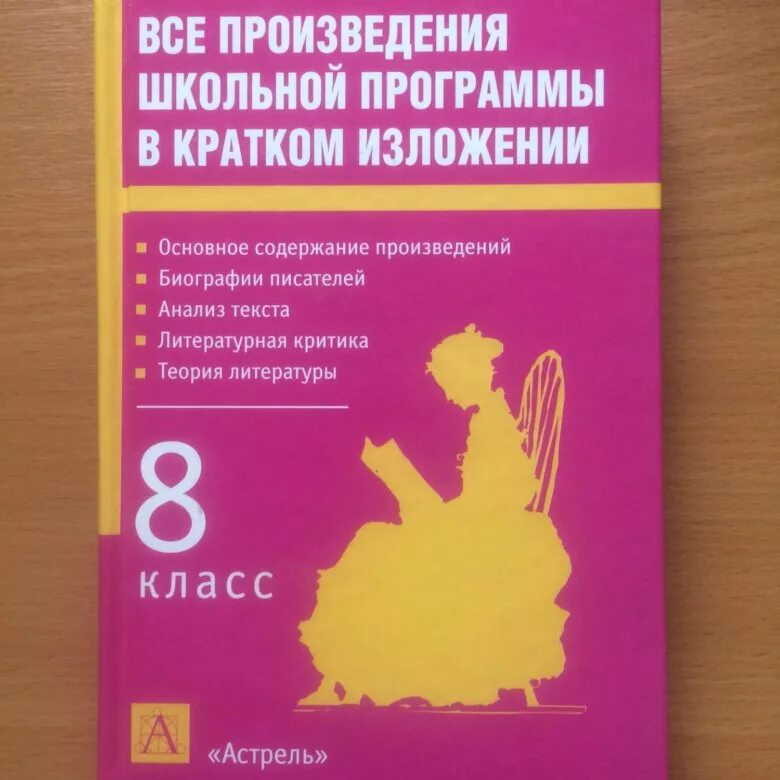 ВСЕ ПРОИЗВЕДЕНИЯ
ШКОЛЬНОЙ ПРОГРАММЫ
В КРАТКОМ ИЗЛОЖЕНИИ
Основное содержание произведений
Биографии писателей
Анализ текста
Литературная критика
Теория литературы
8
класс
А
«Астрель»